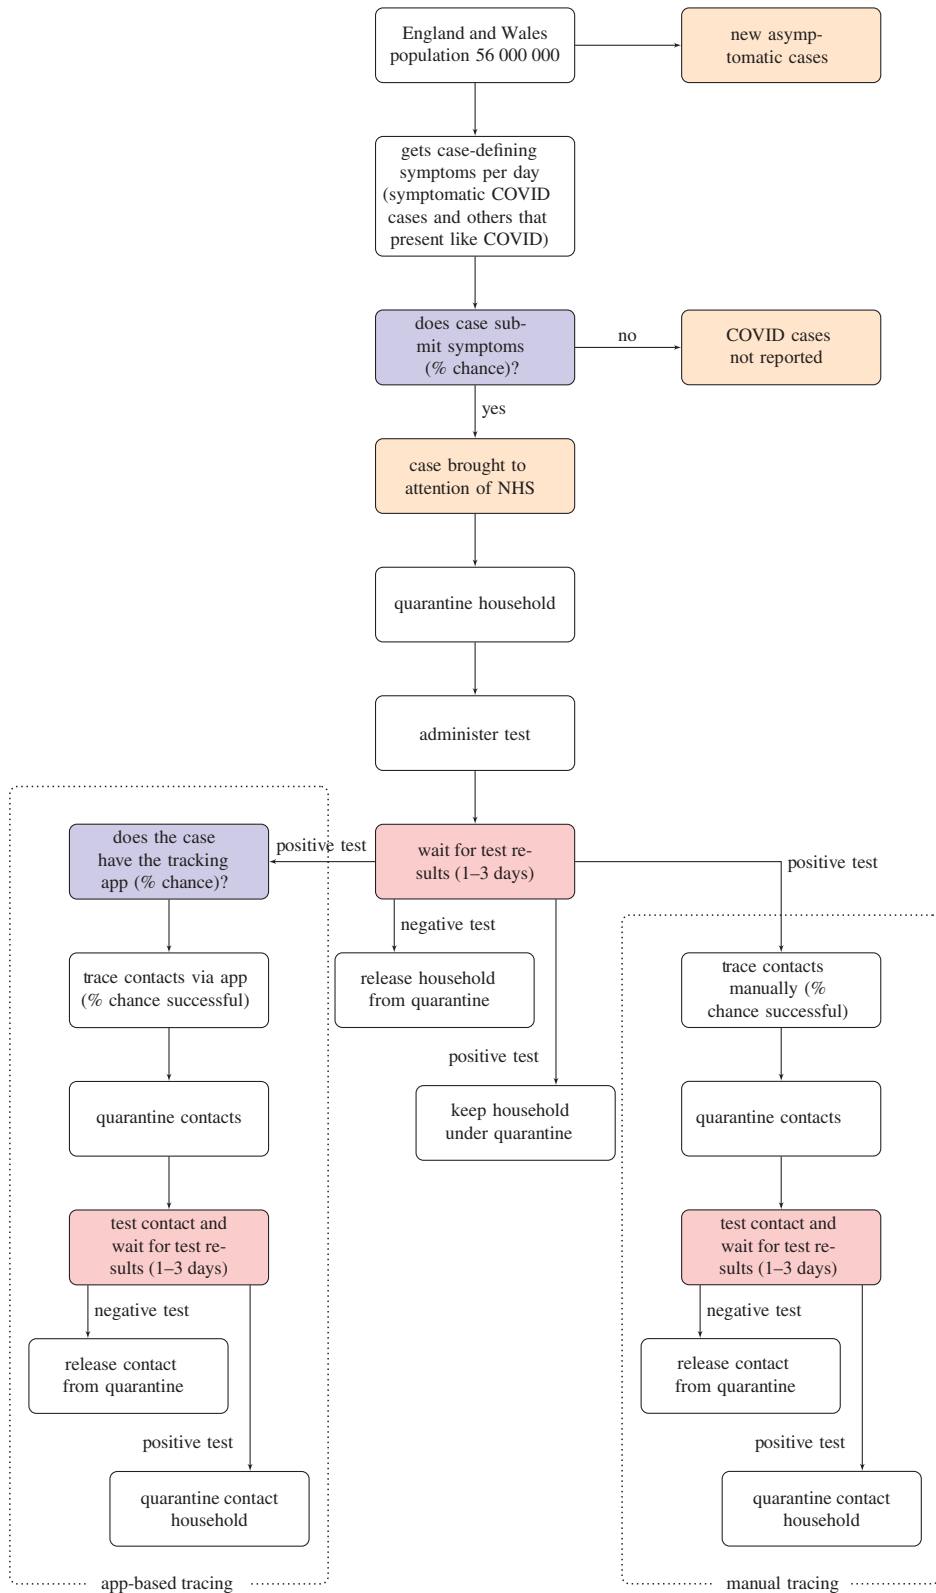 England and Wales
population 56 000 000
new asymp-
tomatic cases
gets case-defining
symptoms per day
(symptomatic COVID
cases and others that
present like COVID)
does case sub-
mit symptoms
(% chance)?
no
COVID cases
not reported
yes
case brought to
attention of NHS
quarantine household
administer test
does the case
have the tracking
app (% chance)?
positive test
wait for test re-
sults (1–3 days)
positive test
negative test
trace contacts via app
(% chance successful)
release household
from quarantine
trace contacts
manually (%
chance successful)
positive test
quarantine contacts
keep household
under quarantine
quarantine contacts
test contact and
wait for test re-
sults (1–3 days)
test contact and
wait for test re-
sults (1–3 days)
negative test
negative test
release contact
from quarantine
release contact
from quarantine
positive test
positive test
quarantine contact
household
quarantine contact
household
app-based tracing
manual tracing